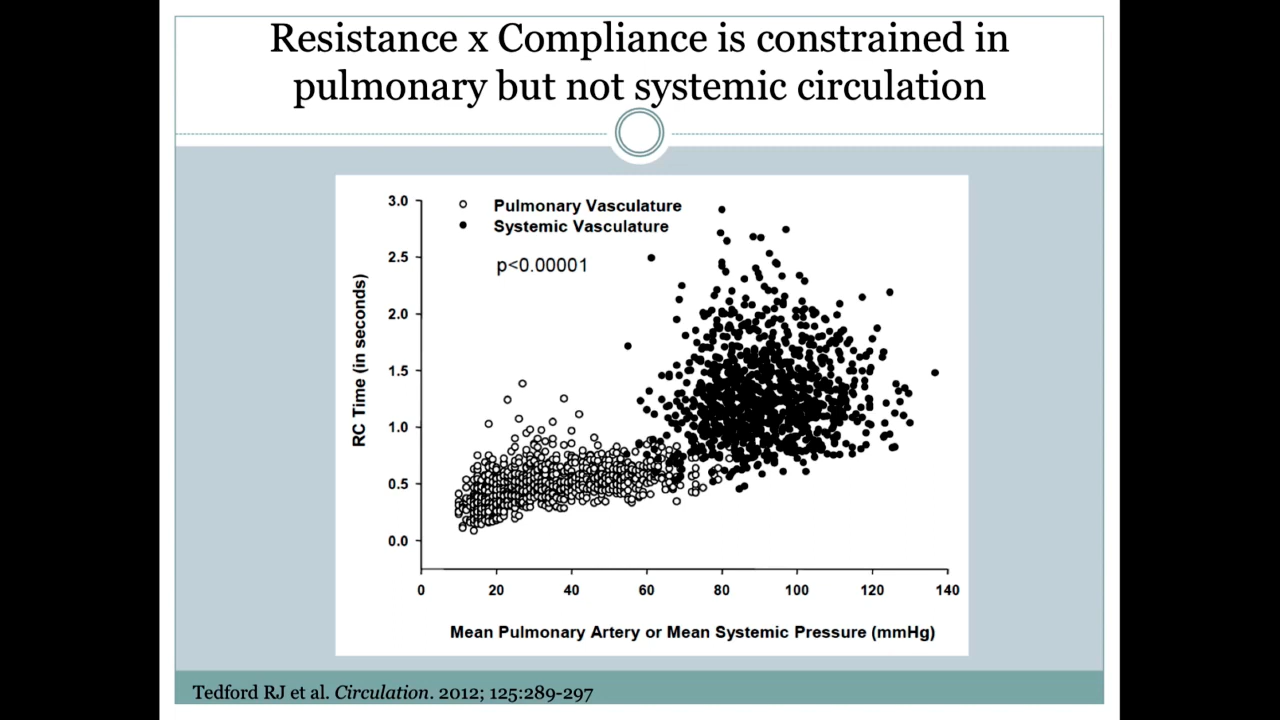 Resistance x Compliance is constrained in
pulmonary but not systemic circulation
3.0
Pulmonary Vasculature
Systemic Vasculature
p<0.00001
2.5
2.0
1.5
1.0
0.5
0.0
RC Time (in seconds)
0 20 40 60 80 100 120 140
Mean Pulmonary Artery or Mean Systemic Pressure (mmHg)
Tedford RJ et al. Circulation. 2012; 125:289-297